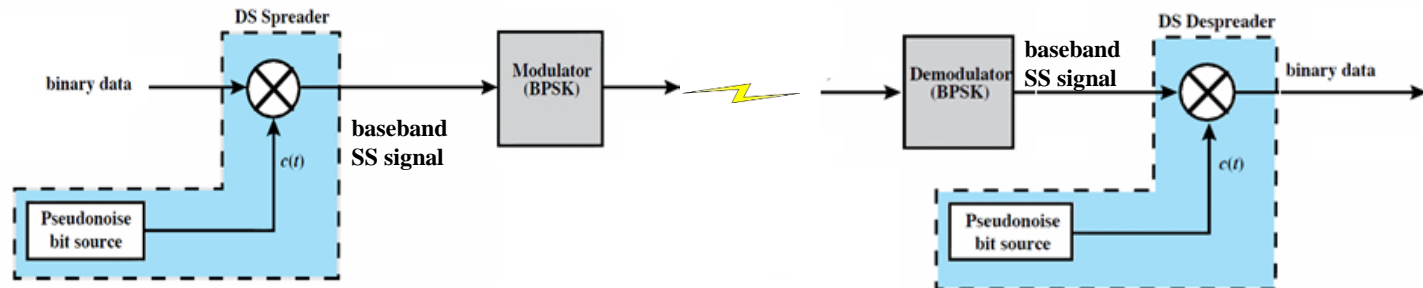 DS Spreader
binary data
c(t)
Pseudonoise
bit source
baseband
SS signal
Modulator
(BPSK)
Demodulator
(BPSK)
baseband
SS signal
DS Despreader
binary data
c(t)
Pseudonoise
bit source